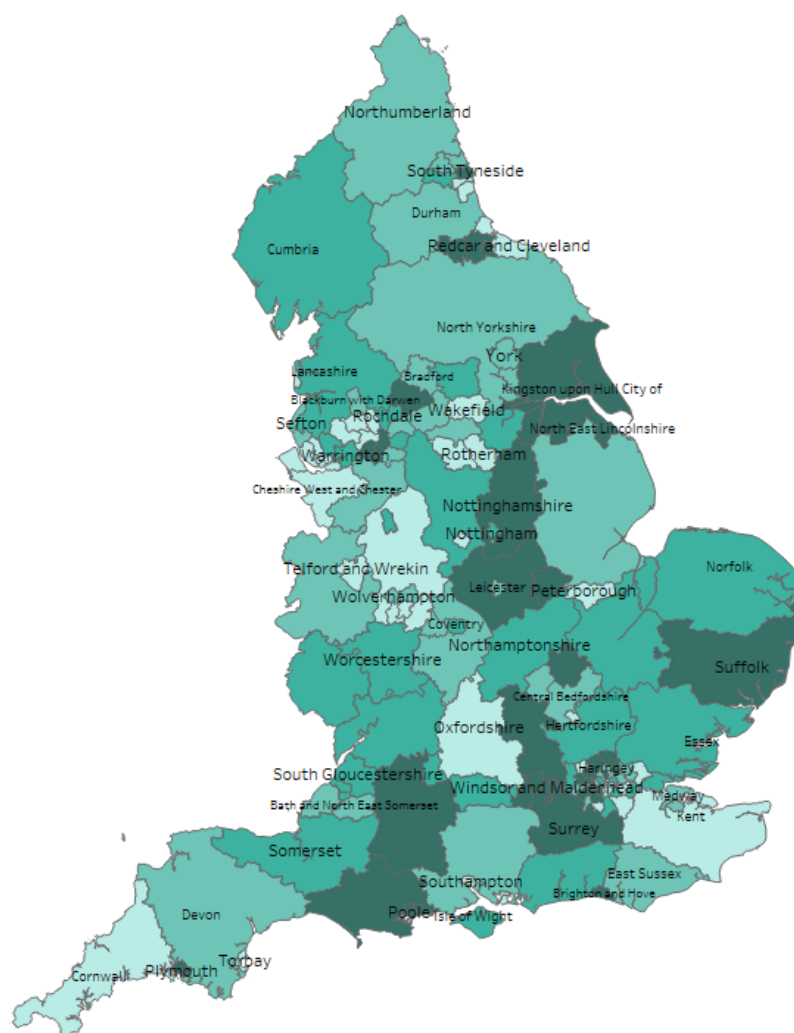 Northumberland
South Tyneside
Durham
Redcar and Cleveland
Cumbria
North Yorkshire
York
Lancashire
Bradford
Kingston upon Hull City of
Blackburn with Darwen
Rochdale
Wakefield
Sefton
North East Lincolnshire
Warrington
Rotherham
Cheshire West and Chester
Nottinghamshire
Nottingham
Telford and Wrekin
Norfolk
Leicester
Peterborough
Wolverhampton
Coventry
Northamptonshire
Worcestershire
Suffolk
Central Bedfordshire
Oxfordshire
Hertfordshire
Essex
South Gloucestershire
Haringey
Windsor and Maidenhead
Medway
Bath and North East Somerset
Kent
Surrey
Somerset
East Sussex
Southampton
Brighton and Hove
Poole
Isle of Wight
Devon
Torbay
Cornwall
Plymouth